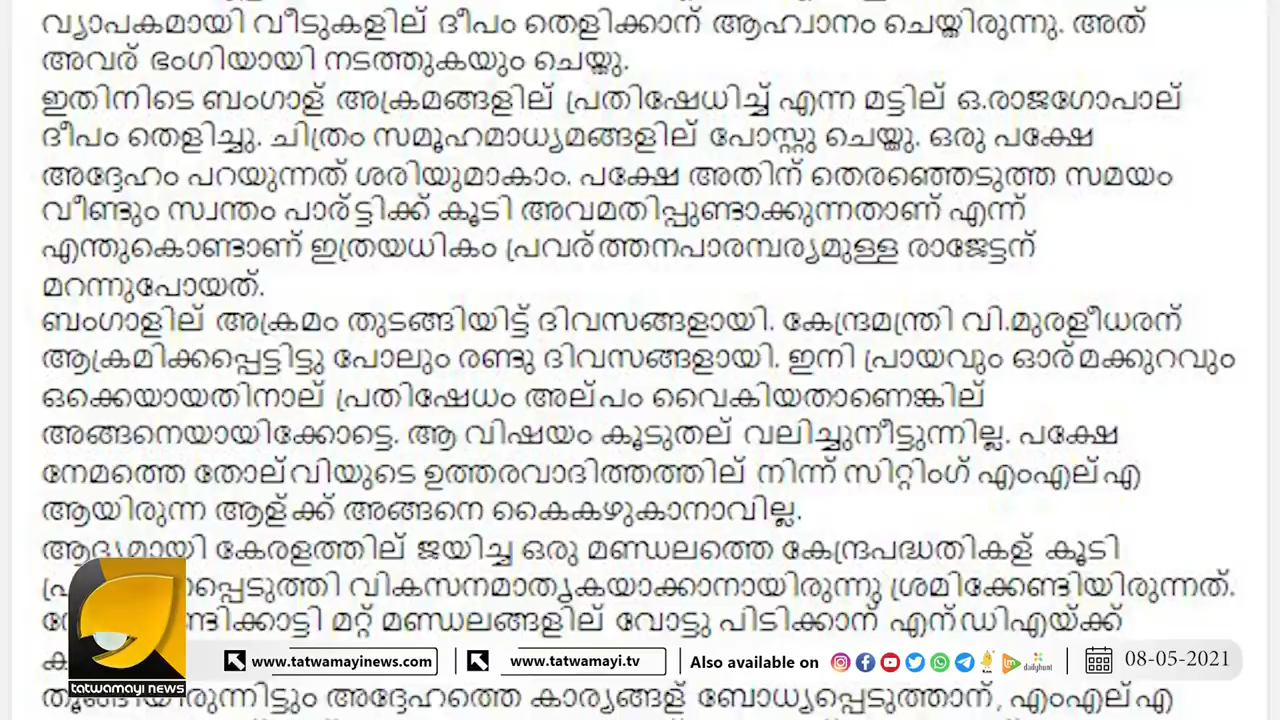 വ്യാപകമായി വീടുകളില് ദീപം തെളിക്കാന് ആഹ്വാനം ചെയ്തിരുന്നു. അത്
അവര് ഭംഗിയായി നടത്തുകയും ചെയ്തു.
ഇതിനിടെ ബംഗാള് അക്രമങ്ങളില് പ്രതിഷേധിച്ച് എന്ന മട്ടില് ഒ.രാജഗോപാല്
ദീപം തെളിച്ചു. ചിത്രം സമൂഹമാധ്യമങ്ങളില് പോസ്റ്റു ചെയ്തു. ഒരു പക്ഷേ
അദ്ദേഹം പറയുന്നത് ശരിയുമാകാം. പക്ഷേ അതിന് തെരഞ്ഞെടുത്ത സമയം
വീണ്ടും സ്വന്തം പാര്ട്ടിക്ക് കൂടി അവമതിപ്പുണ്ടാക്കുന്നതാണ് എന്ന്
എന്തുകൊണ്ടാണ് ഇത്രയധികം പ്രവര്ത്തനപാരമ്പര്യമുള്ള രാജേട്ടന്
മറന്നുപോയത്.
ബംഗാളില് അക്രമം തുടങ്ങിയിട്ട് ദിവസങ്ങളായി. കേന്ദ്രമന്ത്രി വി.മുരളീധരന്
ആക്രമിക്കപ്പെട്ടിട്ടു പോലും രണ്ടു ദിവസങ്ങളായി. ഇനി പ്രായവും ഓര്മക്കുറവും
ഒക്കെയായതിനാല് പ്രതിഷേധം അല്പം വൈകിയതാണെങ്കില്
അങ്ങനെയായിക്കോട്ടെ. ആ വിഷയം കൂടുതല് വലിച്ചുനീട്ടുന്നില്ല. പക്ഷേ
നേമത്തെ തോല്വിയുടെ ഉത്തരവാദിത്തത്തില് നിന്ന് സിറ്റിംഗ് എംഎല്എ
ആയിരുന്ന ആള്ക്ക് അങ്ങനെ കൈകഴുകാനാവില്ല.
ആദ്യമായി കേരളത്തില് ജയിച്ച ഒരു മണ്ഡലത്തെ കേന്ദ്രപദ്ധതികള് കൂടി
വികസനമാതൃകയാക്കാനായിരുന്നു ശ്രമിക്കേണ്ടിയിരുന്നത്.
മറ്റ് മണ്ഡലങ്ങളില് വോട്ടു പിടിക്കാന് എന്ഡിഎയ്ക്ക്
tatwamayi news
www.tatwamayinews.com www.tatwamayi.tv Also available on dailyhunt 08-05-2021
അദ്ദേഹത്തെ കാര്യങ്ങള് ബോധ്യപ്പെടുത്താന്, എംഎല്എ